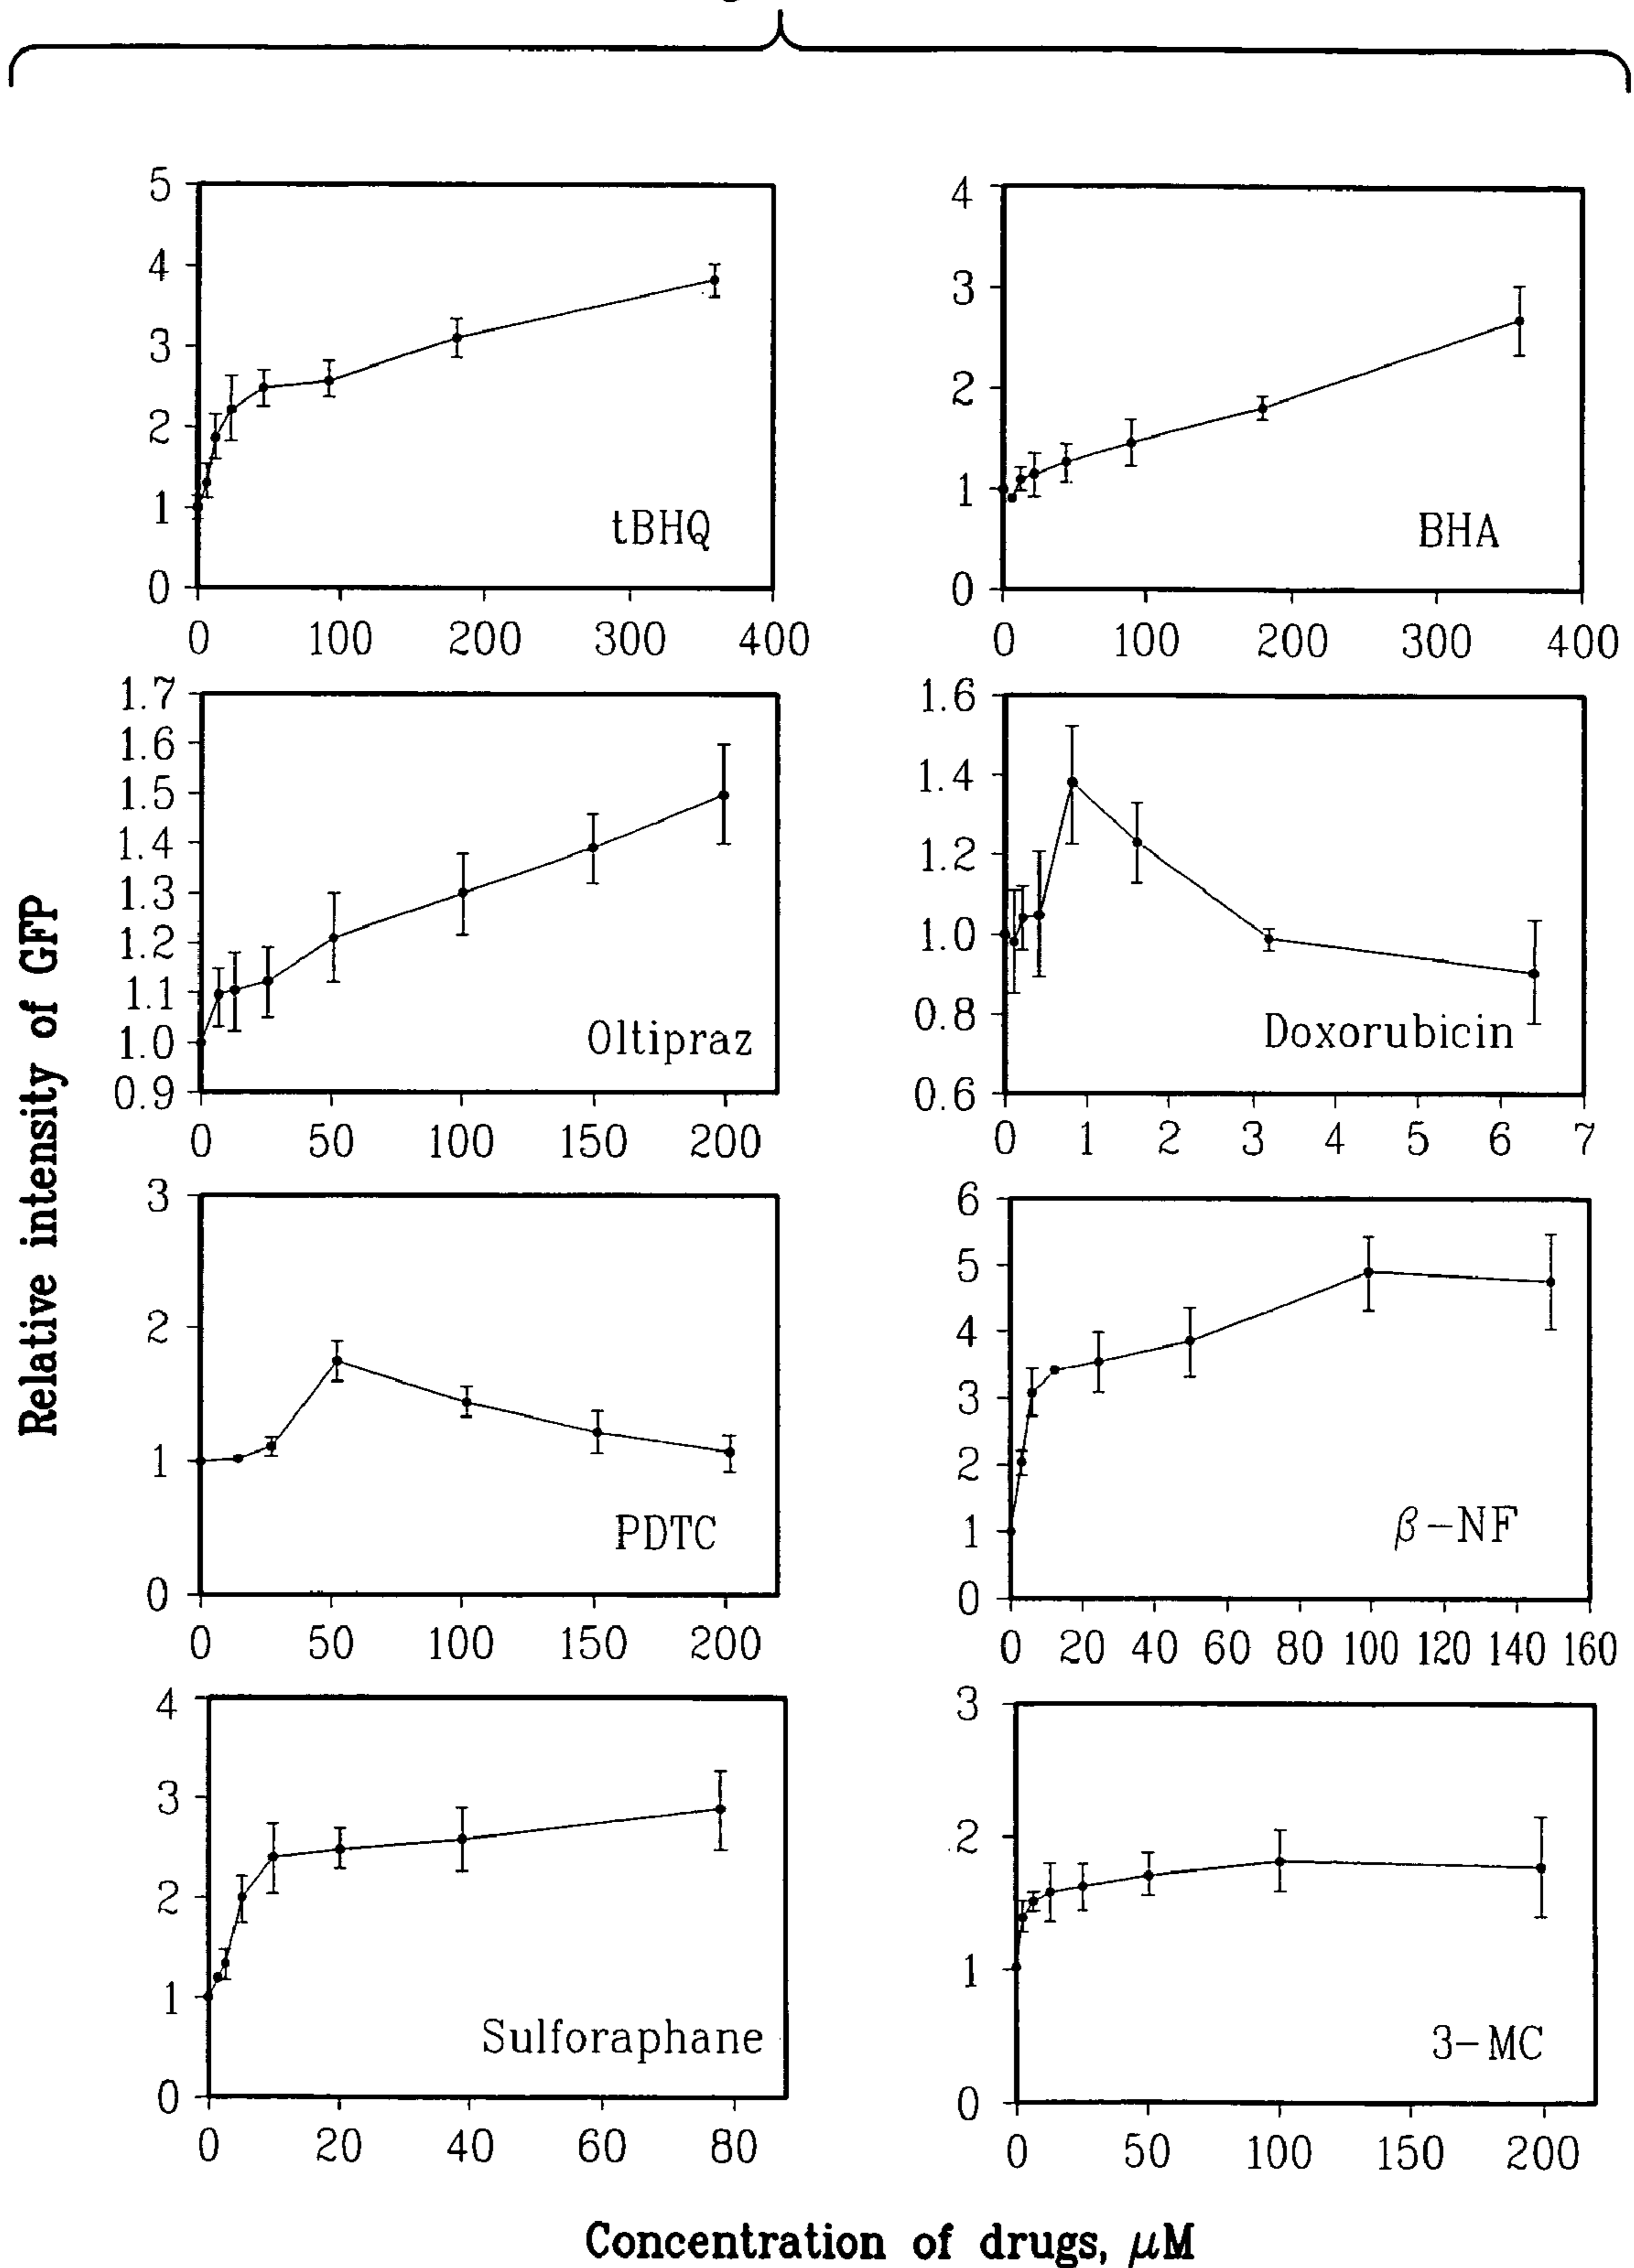 5
4
3
2
1
0
tBHQ
0 100 200 300 400
4
3
2
1
0
BHA
0 100 200 300 400
1.7
1.6
1.5
1.4
1.3
1.2
1.1
1.0
0.9
Oltipraz
0 50 100 150 200
1.6
1.4
1.2
1.0
0.8
0.6
Doxorubicin
0 1 2 3 4 5 6 7
Relative intensity of GFP
3
2
1
0
PDTC
0 50 100 150 200
6
5
4
3
2
1
0
β-NF
0 20 40 60 80 100 120 140 160
4
3
2
1
0
Sulforaphane
0 20 40 60 80
3
2
1
0
3-MC
0 50 100 150 200
Concentration of drugs, μM